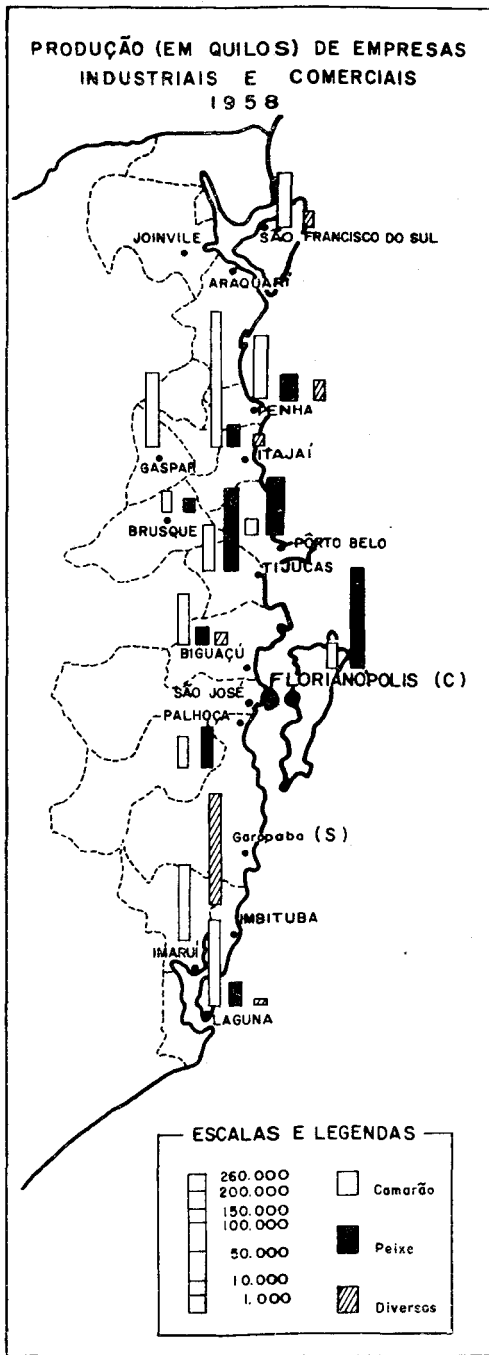 PRODUÇÃO (EM QUILOS) DE EMPRESAS
INDUSTRIAIS E COMERCIAIS
1958
JOINVILE
SÃO FRANCISCO DO SUL
ARAQUARÍ
PENHA
ITAJAÍ
GASPAR
BRUSQUE
PÔRTO BELO
TIJUCAS
BIGUAÇÚ
FLORIANÓPOLIS (C)
SÃO JOSÉ
PALHOÇA
Garopaba (S)
IMBITUBA
IMARUÍ
LAGUNA
ESCALAS E LEGENDAS
260.000
200.000
150.000
100.000
50.000
10.000
1.000
Camarão
Peixe
Diversos